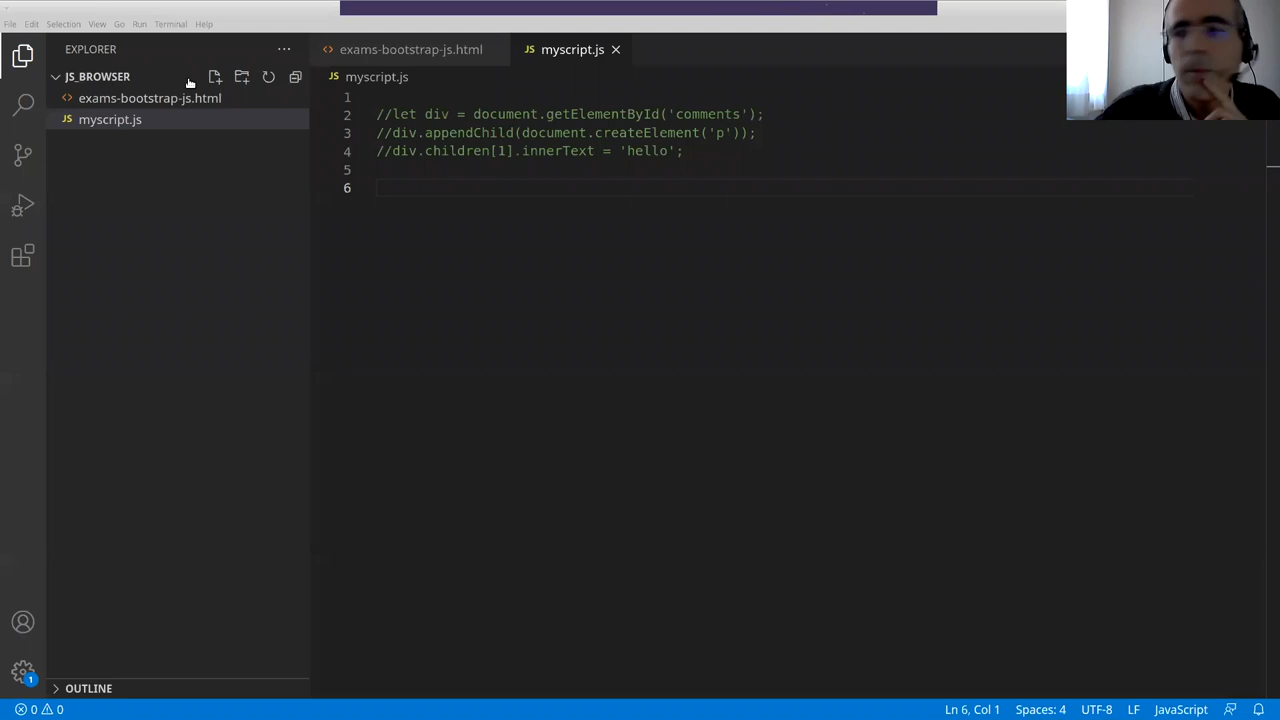 File Edit Selection View Go Run Terminal Help
EXPLORER
exams-bootstrap-js.html
JS myscript.js
JS_BROWSER
JS myscript.js
exams-bootstrap-js.html
JS myscript.js
1
2 //let div = document.getElementById('comments');
3 //div.appendChild(document.createElement('p'));
4 //div.children[1].innerText = 'hello';
5
6
1
OUTLINE
0 0
Ln 6, Col 1 Spaces: 4 UTF-8 LF JavaScript